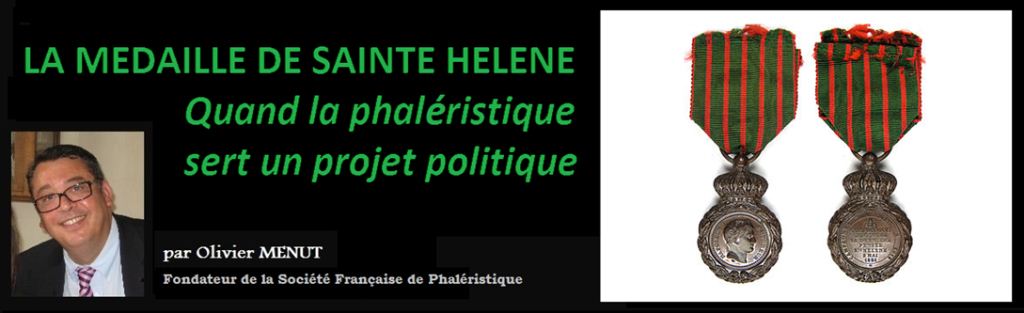 LA MEDAILLE DE SAINTE HELENE
Quand la phaléristique
sert un projet politique
par Olivier MENUT
Fondateur de la Société Française de Phaléristique